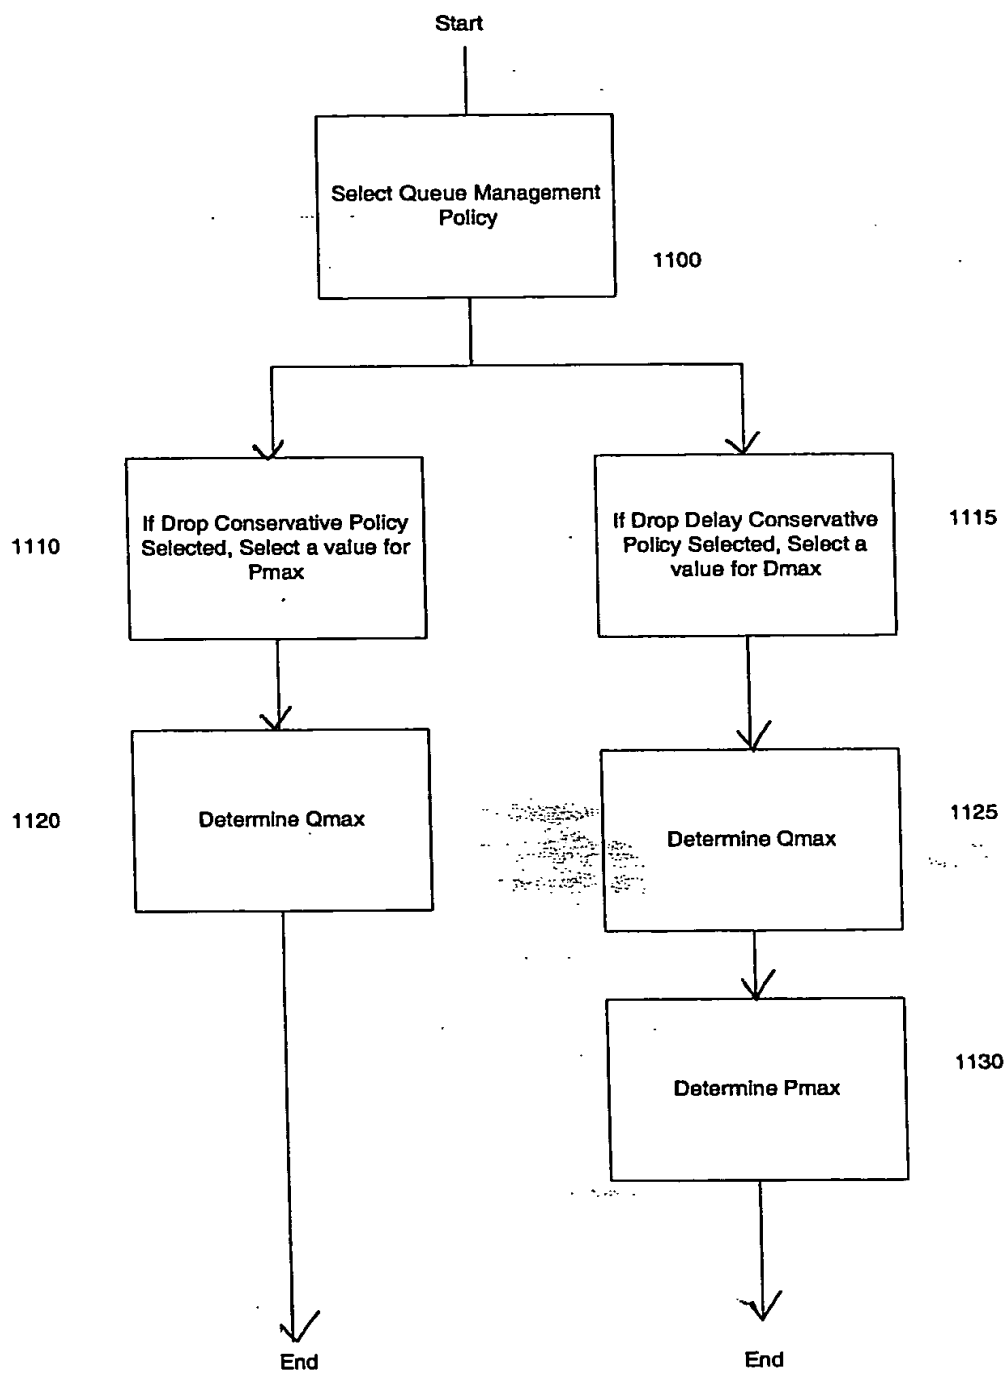 Start
Select Queue Management
Policy
1100
If Drop Conservative Policy
Selected, Select a value for
Pmax
1110
If Drop Delay Conservative
Policy Selected, Select a
value for Dmax
1115
Determine Qmax
1120
Determine Qmax
1125
Determine Pmax
1130
End
End